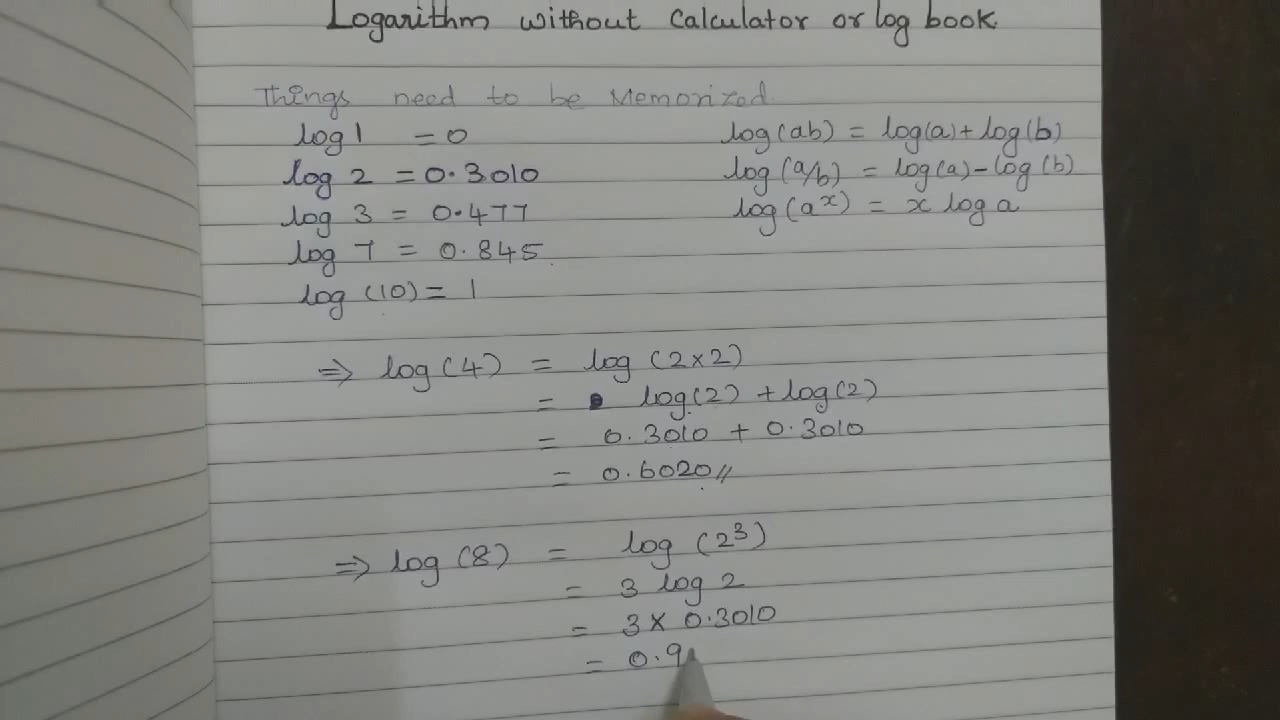 Logarithm without Calculator or log book
Things need to be Memorized.
log 1 = 0
log 2 = 0.3010
log 3 = 0.477
log 7 = 0.845
log (10) = 1
log(ab) = log(a)+log(b)
log(a/b) = log(a)-log(b)
log(a^x) = x log a
⇒ log(4) = log (2×2)
= log(2) + log(2)
= 0.3010 + 0.3010
= 0.6020//
⇒ log (8) = log (2³)
= 3 log 2
= 3 × 0.3010
= 0.9